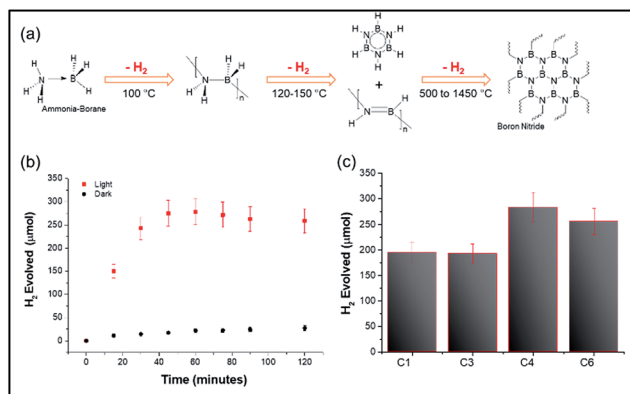 (a)
- H2
- H2
- H2
100 °C
120-150 °C
500 to 1450 °C
Ammonia-Borane
Boron Nitride
H
N
H
H
H
B
H
H
H
H
N
B
H
H
n
H
H
B
H
N
N
B
B
H
N
H
H
+
H
N
B
H
n
N
N
B
B
B
N
N
N
B
B
B
N
N
(b)
Light
Dark
H2 Evolved (μmol)
350
300
250
200
150
100
50
0
0 20 40 60 80 100 120
Time (minutes)
(c)
H2 Evolved (μmol)
350
300
250
200
150
100
50
0
C1 C3 C4 C6